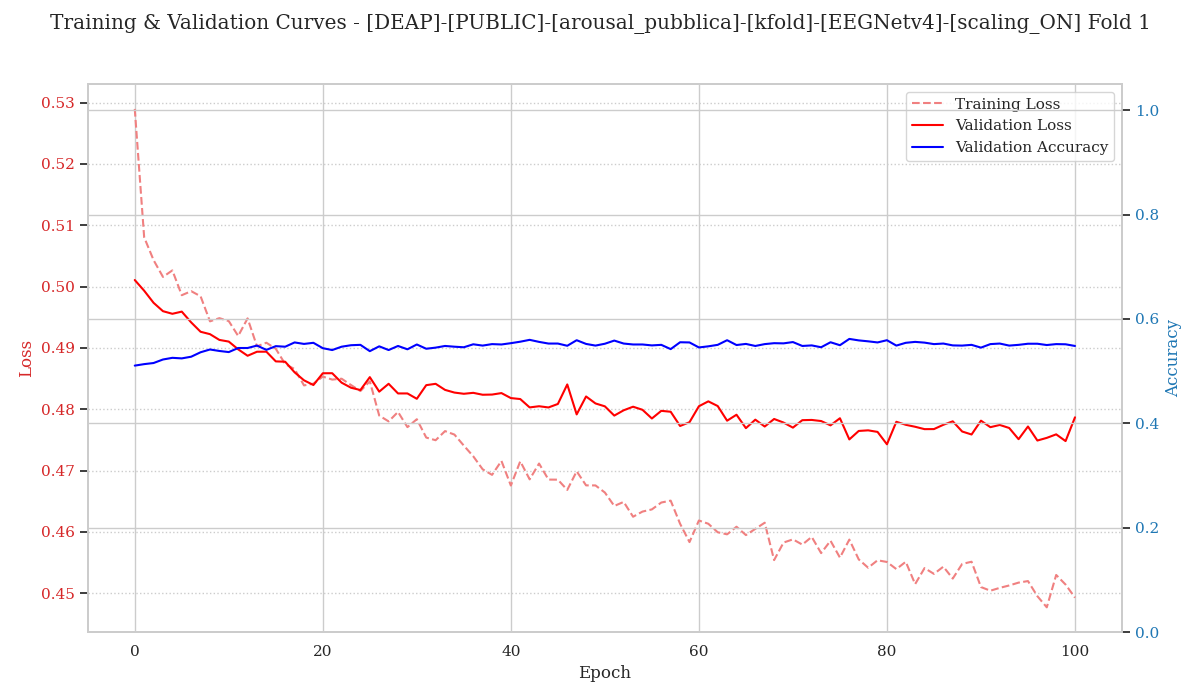 Training & Validation Curves - [DEAP]-[PUBLIC]-[arousal_pubblica]-[kfold]-[EEGNetv4]-[scaling_ON] Fold 1
Training Loss
Validation Loss
Validation Accuracy
0.53
0.52
0.51
0.50
0.49
0.48
0.47
0.46
0.45
Loss
1.0
0.8
0.6
0.4
0.2
0.0
Accuracy
0 20 40 60 80 100
Epoch